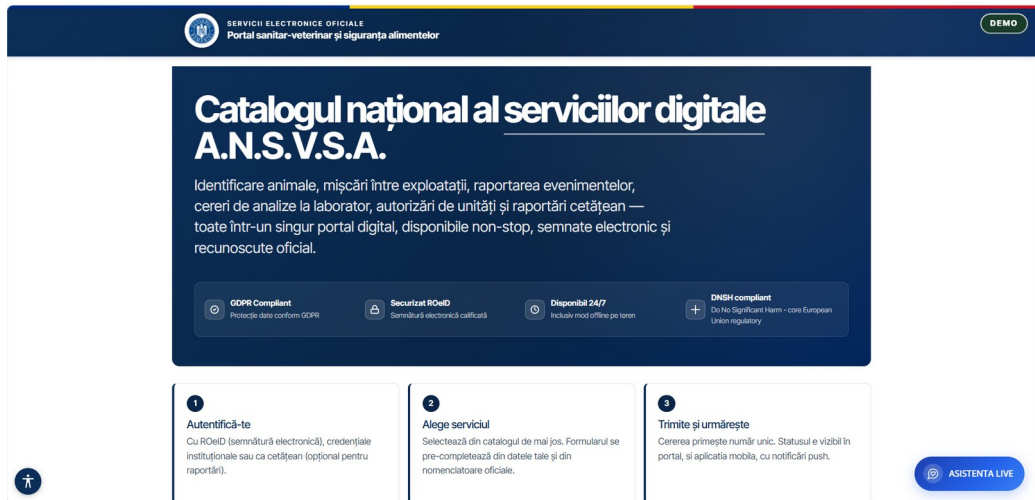 SERVICII ELECTRONICE OFICIALE
Portal sanitar-veterinar și siguranța alimentelor
DEMO
Catalogul național al serviciilor digitale
A.N.S.V.S.A.
Identificare animale, mișcări între exploatații, raportarea evenimentelor,
cereri de analize la laborator, autorizări de unități și raportări cetățean —
toate într-un singur portal digital, disponibile non-stop, semnate electronic și
recunoscute oficial.
GDPR Compliant
Protecție date conform GDPR
Securizat ROeID
Semnătură electronică calificată
Disponibil 24/7
Inclusiv mod offline pe teren
DNSH compliant
Do No Significant Harm - core European
Union regulatory
1
Autentifică-te
Cu ROeID (semnătură electronică), credențiale
instituționale sau ca cetățean (opțional pentru
raportări).
2
Alege serviciul
Selectează din catalogul de mai jos. Formularul se
pre-completează din datele tale și din
nomenclatoare oficiale.
3
Trimite și urmărește
Cererea primește număr unic. Statusul e vizibil în
portal, si aplicatia mobila, cu notificări push.
ASISTENTA LIVE